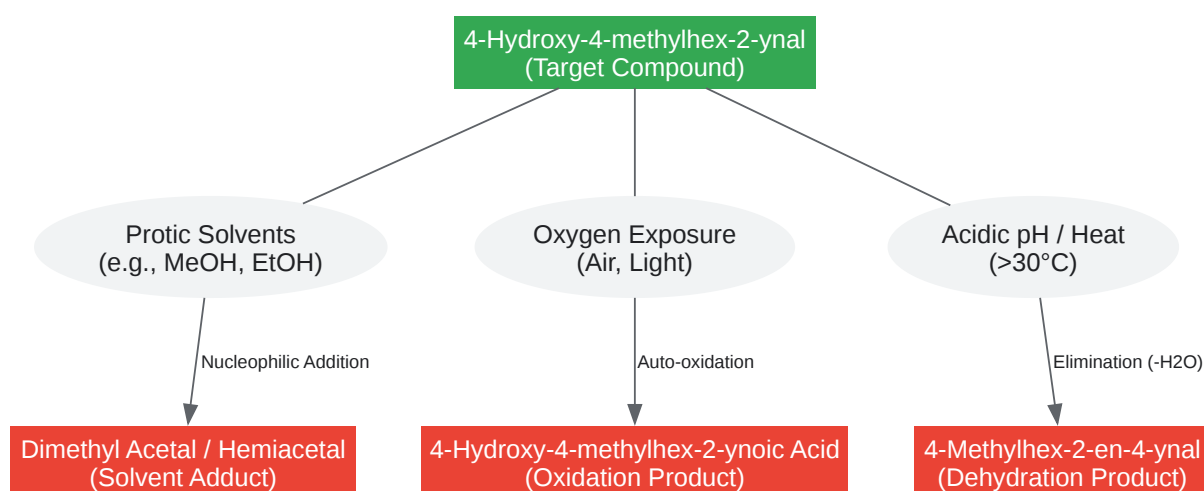 4-Hydroxy-4-methylhex-2-ynal
(Target Compound)
Protic Solvents
(e.g., MeOH, EtOH)
Oxygen Exposure
(Air, Light)
Acidic pH / Heat
(>30°C)
Nucleophilic Addition
Auto-oxidation
Elimination (-H2O)
Dimethyl Acetal / Hemiacetal
(Solvent Adduct)
4-Hydroxy-4-methylhex-2-ynoic Acid
(Oxidation Product)
4-Methylhex-2-en-4-ynal
(Dehydration Product)